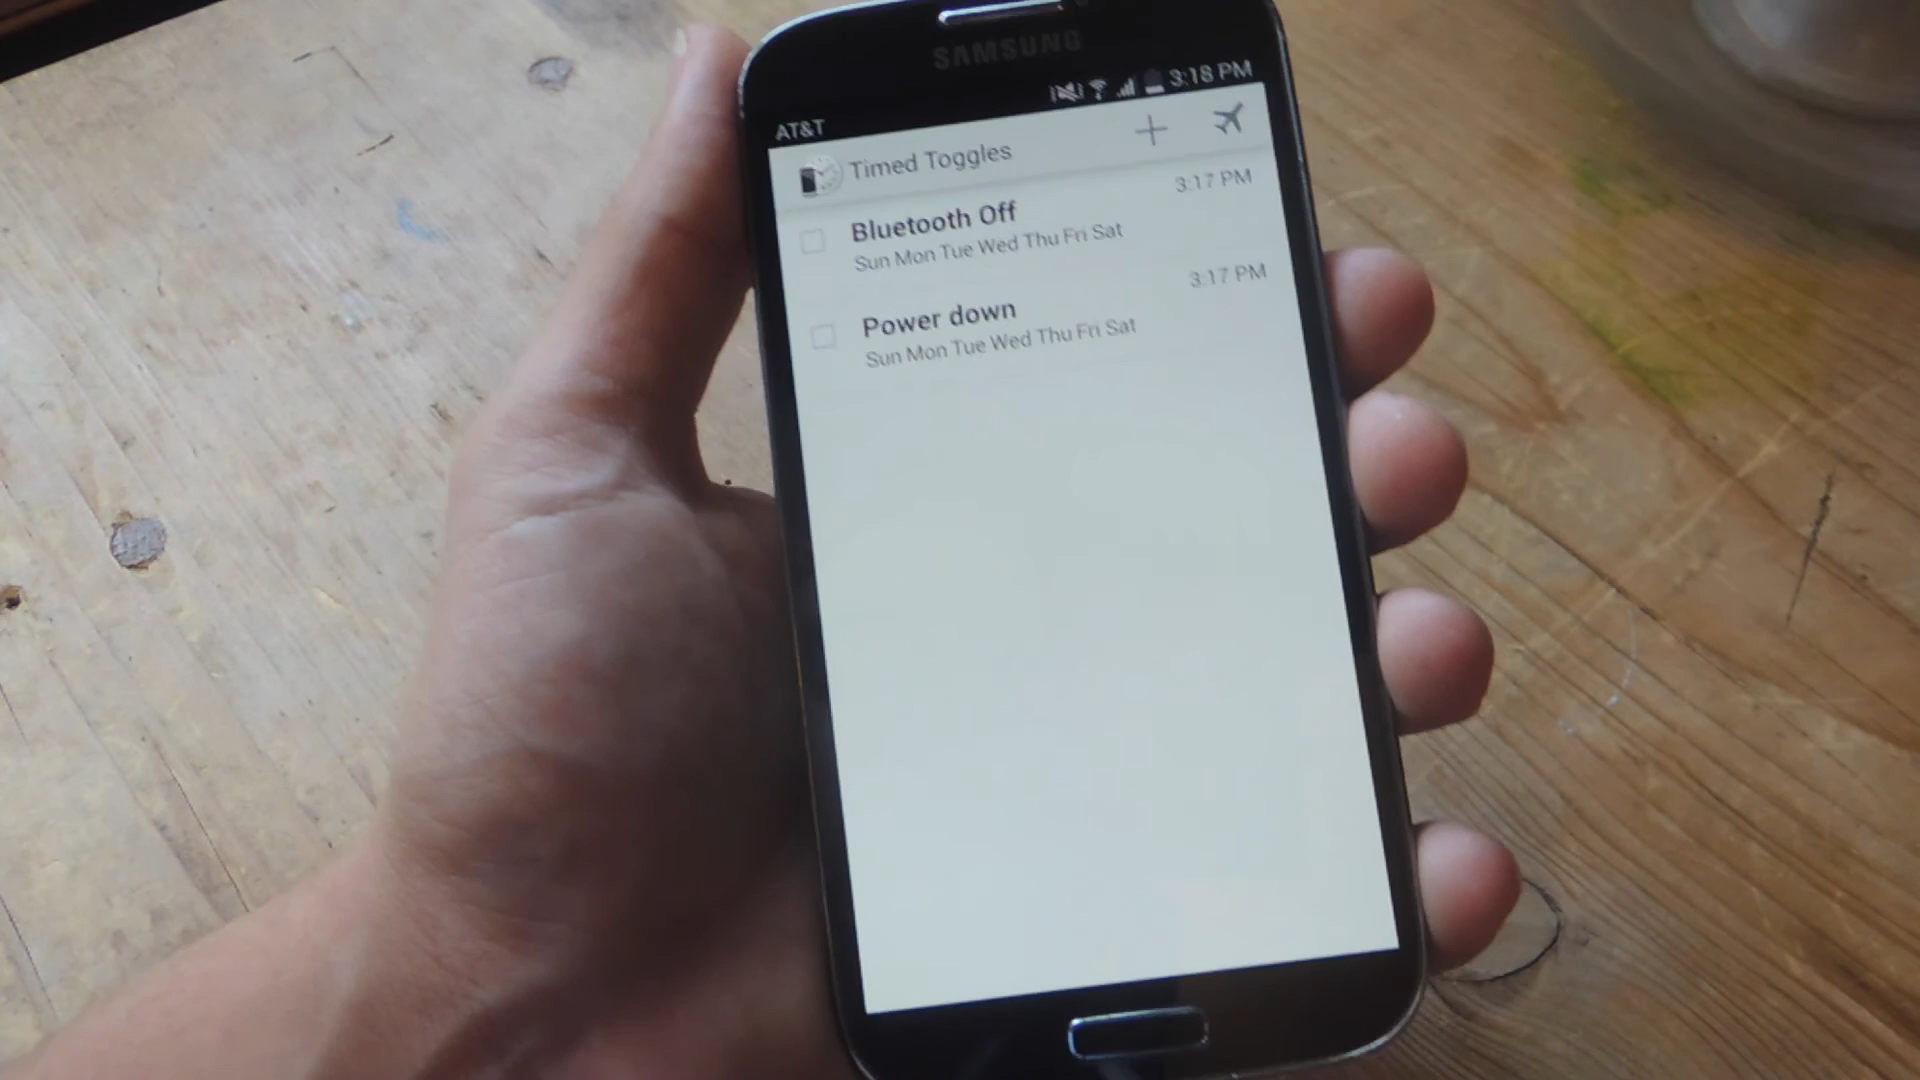 SAMSUNG
AT&T 3:18 PM
Timed Toggles
3:17 PM
Bluetooth Off
Sun Mon Tue Wed Thu Fri Sat
3:17 PM
Power down
Sun Mon Tue Wed Thu Fri Sat